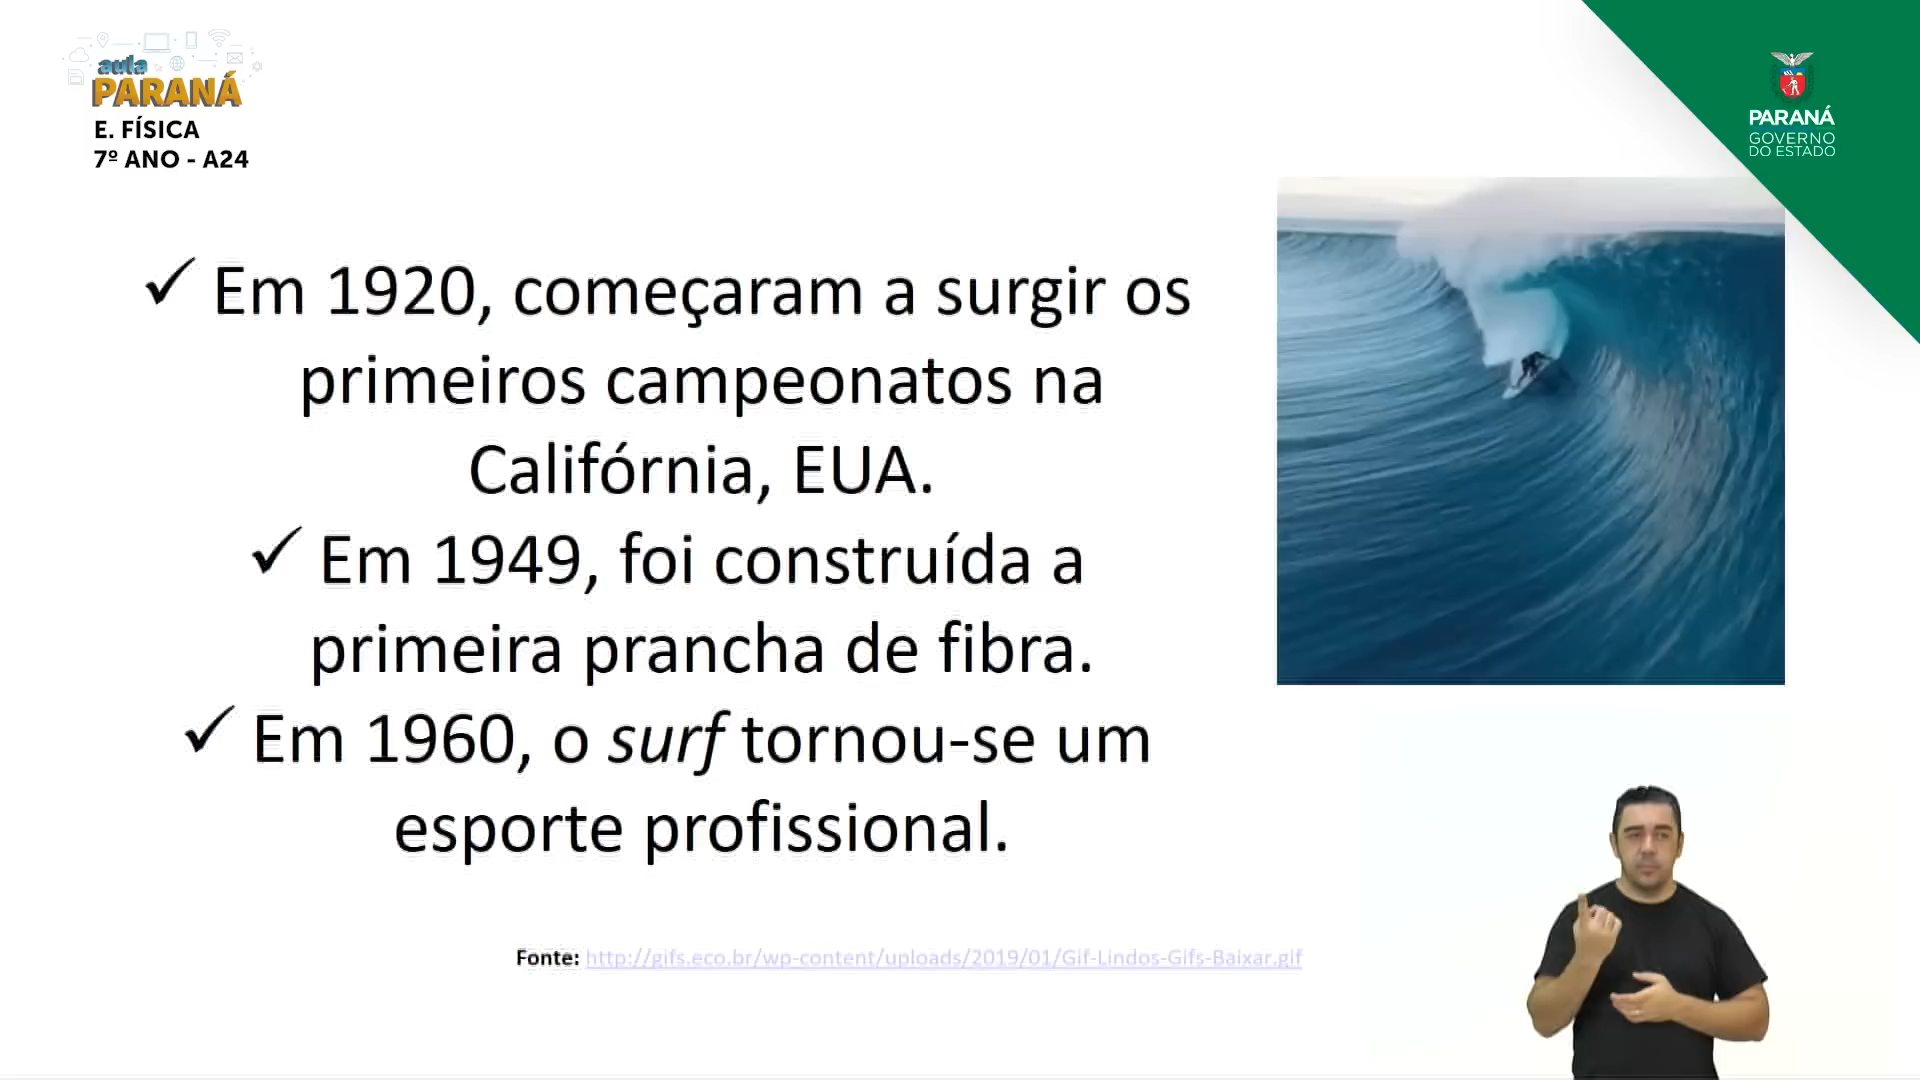 aula
PARANÁ
E. FÍSICA
7º ANO - A24
PARANÁ
GOVERNO
DO ESTADO
✓ Em 1920, começaram a surgir os
primeiros campeonatos na
Califórnia, EUA.
✓ Em 1949, foi construída a
primeira prancha de fibra.
✓ Em 1960, o surf tornou-se um
esporte profissional.
Fonte: http://gifs.eco.br/wp-content/uploads/2019/01/Gif-Lindos-Gifs-Baixar.gif